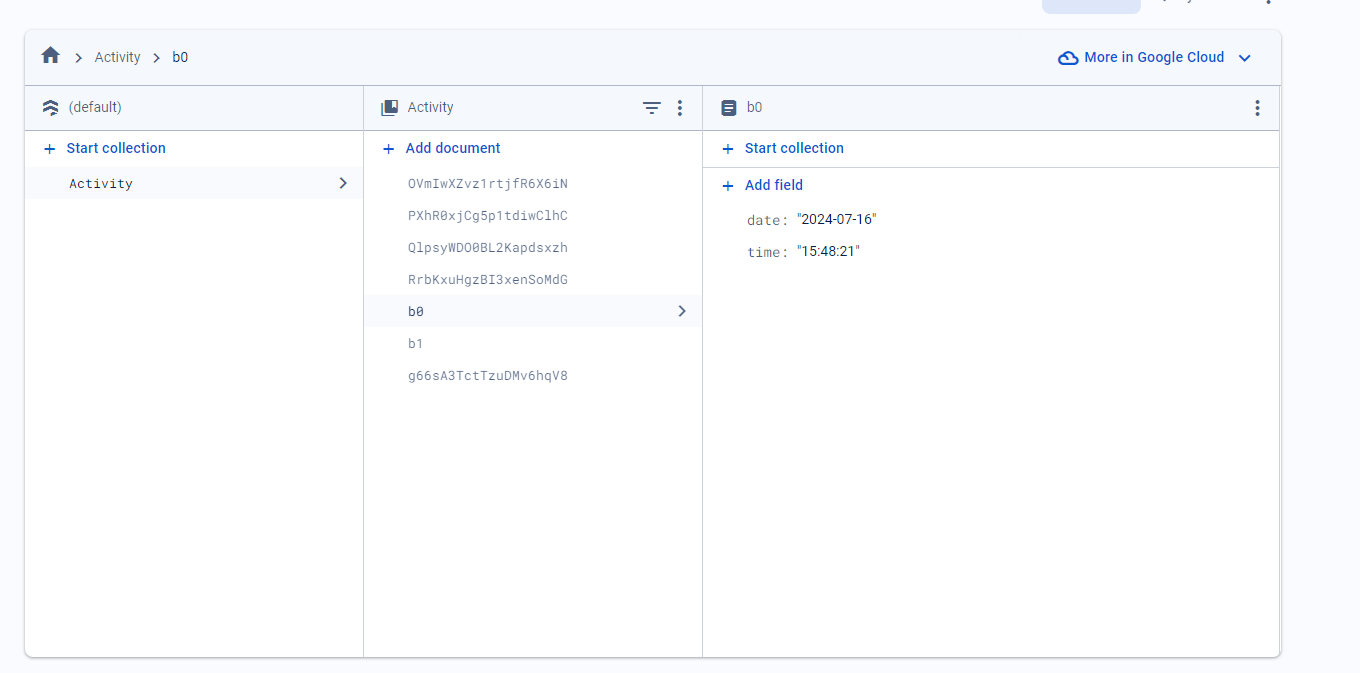 Activity b0
More in Google Cloud
(default)
Start collection
Activity
Activity
Add document
OVmIwXZvz1rtjfR6X6iN
PXhR0xjCg5p1tdiwClhC
QlpsyWDO0BL2Kapdsxzh
RrbKxuHgzBI3xenSoMdG
b0
b1
g66sA3TctTzuDMv6hqV8
b0
Start collection
Add field
date: "2024-07-16"
time: "15:48:21"